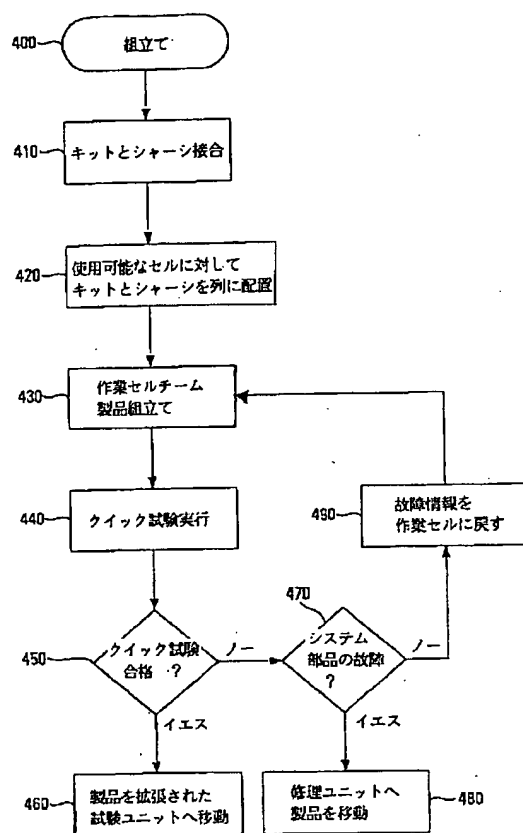 400
組立て
410
キットとシャーシ接合
420
使用可能なセルに対して
キットとシャーシを列に配置
430
作業セルチーム
製品組立て
440
クイック試験実行
490
故障情報を
作業セルに戻す
450
クイック試験
合格 ?
ノー
470
システム
部品の故障
?
ノー
イエス
イエス
460
製品を拡張された
試験ユニットへ移動
修理ユニットへ
製品を移動
480